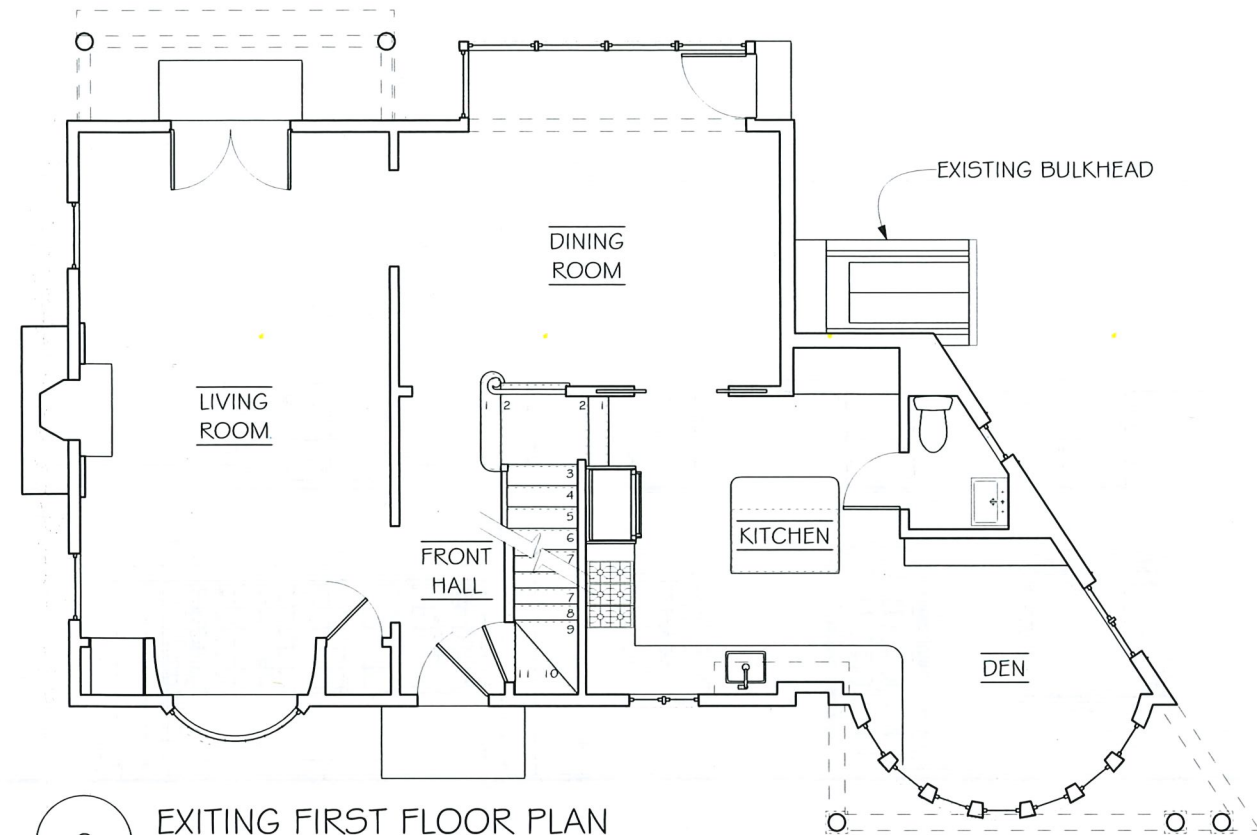 EXISTING BULKHEAD
DINING
ROOM
LIVING
ROOM
1 2 2 1
3
4
5
6
7
7
8
9
11 10
FRONT
HALL
KITCHEN
DEN
EXITING FIRST FLOOR PLAN